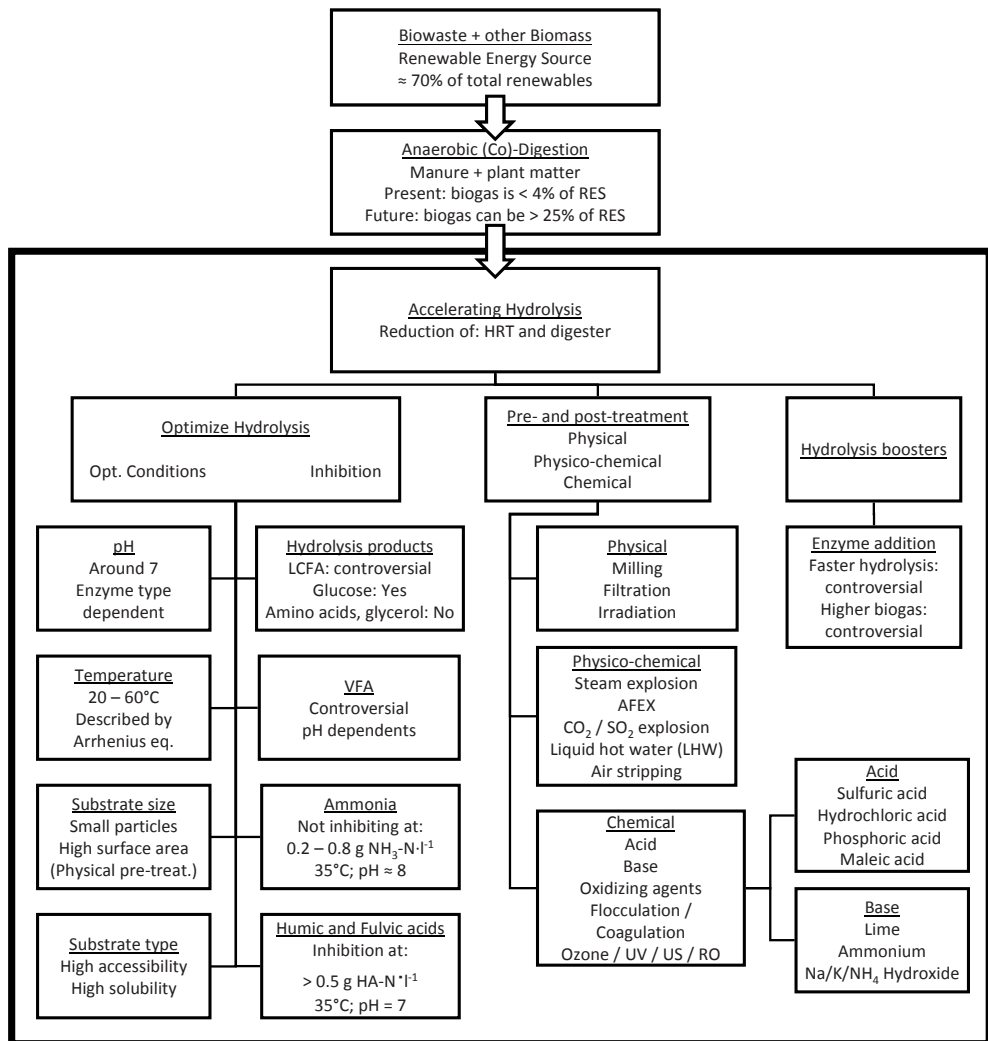 Biowaste + other Biomass
Renewable Energy Source
≈ 70% of total renewables
Anaerobic (Co)-Digestion
Manure + plant matter
Present: biogas is < 4% of RES
Future: biogas can be > 25% of RES
Accelerating Hydrolysis
Reduction of: HRT and digester
Optimize Hydrolysis
Opt. Conditions Inhibition
Pre- and post-treatment
Physical
Physico-chemical
Chemical
Hydrolysis boosters
pH
Around 7
Enzyme type
dependent
Hydrolysis products
LCFA: controversial
Glucose: Yes
Amino acids, glycerol: No
Physical
Milling
Filtration
Irradiation
Enzyme addition
Faster hydrolysis:
controversial
Higher biogas:
controversial
Temperature
20 – 60°C
Described by
Arrhenius eq.
VFA
Controversial
pH dependents
Physico-chemical
Steam explosion
AFEX
CO₂ / SO₂ explosion
Liquid hot water (LHW)
Air stripping
Substrate size
Small particles
High surface area
(Physical pre-treat.)
Ammonia
Not inhibiting at:
0.2 – 0.8 g NH₃-N·l⁻¹
35°C; pH ≈ 8
Chemical
Acid
Base
Oxidizing agents
Flocculation /
Coagulation
Ozone / UV / US / RO
Acid
Sulfuric acid
Hydrochloric acid
Phosphoric acid
Maleic acid
Substrate type
High accessibility
High solubility
Humic and Fulvic acids
Inhibition at:
> 0.5 g HA-N·l⁻¹
35°C; pH = 7
Base
Lime
Ammonium
Na/K/NH₄ Hydroxide